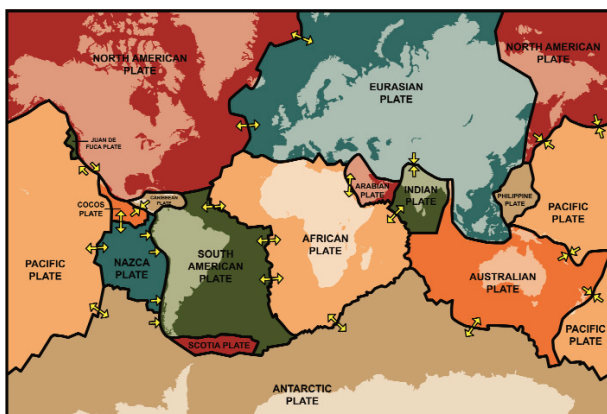 NORTH AMERICAN
PLATE
NORTH AMERICAN
PLATE
EURASIAN
PLATE
JUAN DE
FUCA PLATE
CARIBBEAN
PLATE
COCOS
PLATE
ARABIAN
PLATE
INDIAN
PLATE
PHILIPPINE
PLATE
PACIFIC
PLATE
PACIFIC
PLATE
NAZCA
PLATE
SOUTH
AMERICAN
PLATE
AFRICAN
PLATE
AUSTRALIAN
PLATE
PACIFIC
PLATE
SCOTIA PLATE
ANTARCTIC
PLATE